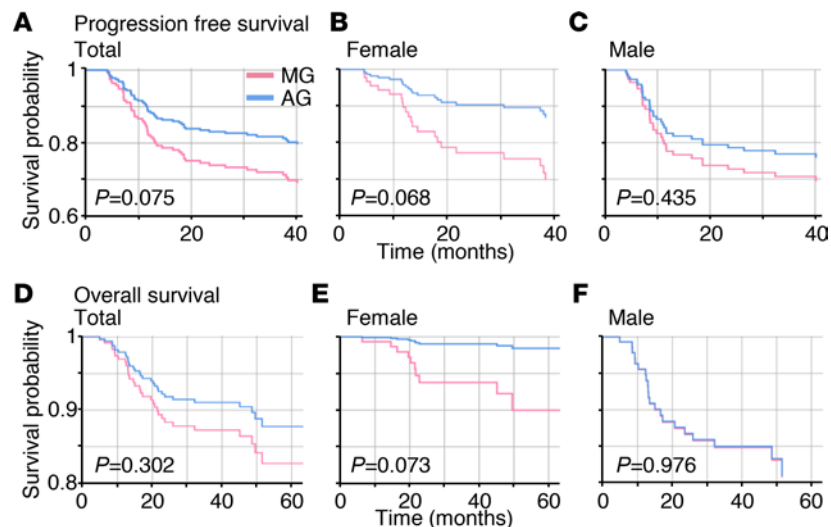 A Progression free survival
Total
B
Female
C
Male
MG
AG
Survival probability
1
0.8
0.6
P=0.075
0 20 40
P=0.068
0 20 40
P=0.435
0 20 40
Time (months)
D Overall survival
Total
E
Female
F
Male
Survival probability
1
0.9
0.8
P=0.302
0 20 40 60
P=0.073
0 20 40 60
P=0.976
0 10 20 30 40 50 60
Time (months)